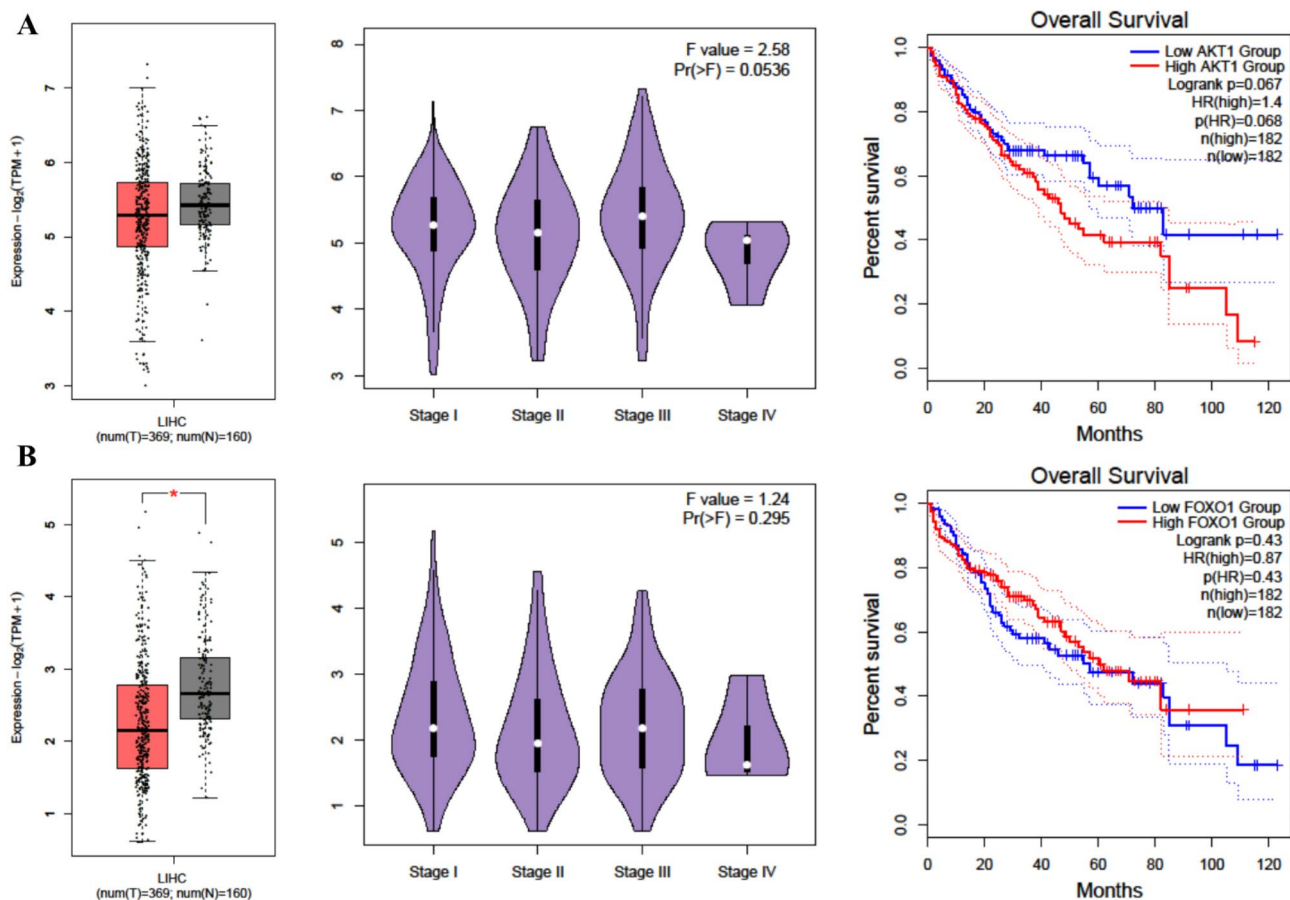 A
Expression – log₂(TPM + 1)
7
6
5
4
3
LIHC
(num(T)=369; num(N)=160)
8
7
6
5
4
3
F value = 2.58
Pr(>F) = 0.0536
Stage I
Stage II
Stage III
Stage IV
Overall Survival
Percent survival
1.0
0.8
0.6
0.4
0.2
0.0
Low AKT1 Group
High AKT1 Group
Logrank p=0.067
HR(high)=1.4
p(HR)=0.068
n(high)=182
n(low)=182
0 20 40 60 80 100 120
Months
B
Expression – log₂(TPM + 1)
5
4
3
2
1
*
LIHC
(num(T)=369; num(N)=160)
5
4
3
2
1
F value = 1.24
Pr(>F) = 0.295
Stage I
Stage II
Stage III
Stage IV
Overall Survival
Percent survival
1.0
0.8
0.6
0.4
0.2
0.0
Low FOXO1 Group
High FOXO1 Group
Logrank p=0.43
HR(high)=0.87
p(HR)=0.43
n(high)=182
n(low)=182
0 20 40 60 80 100 120
Months